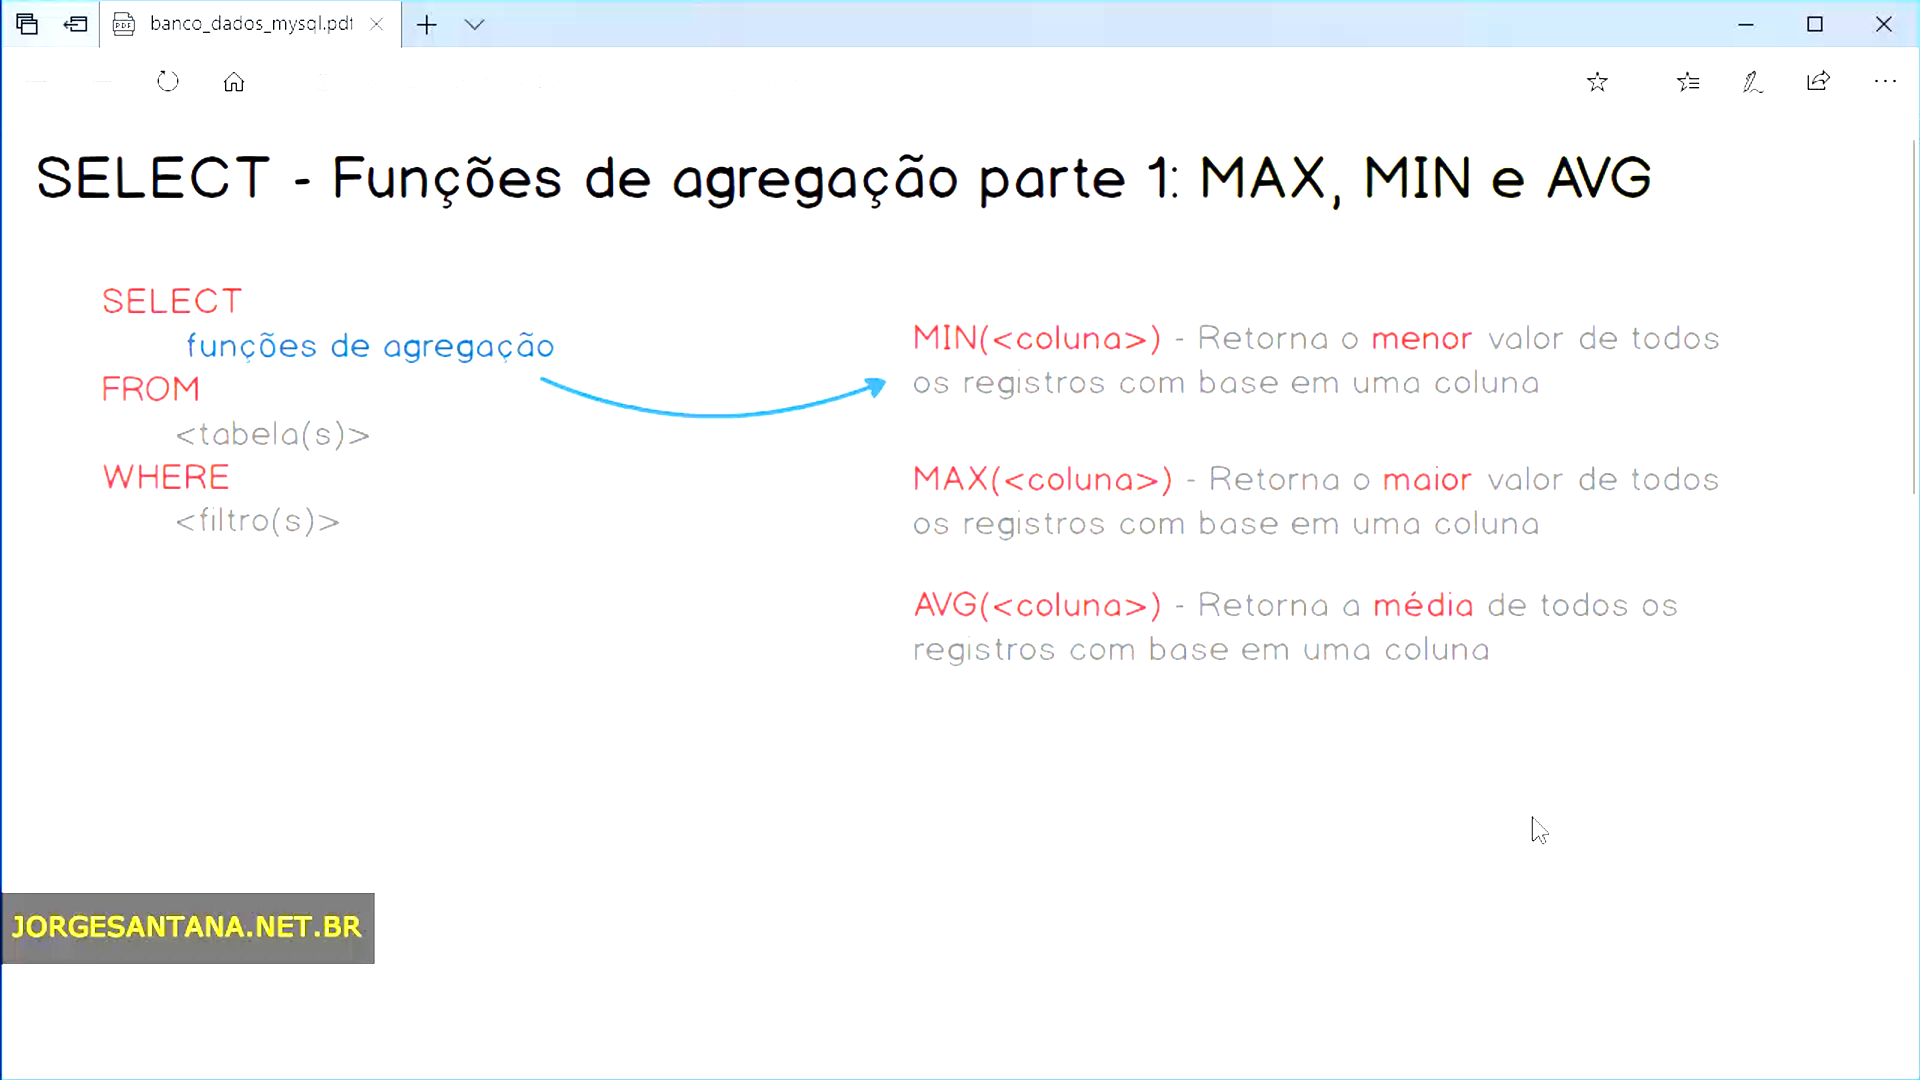 banco_dados_mysql.pdf
SELECT - Funções de agregação parte 1: MAX, MIN e AVG
SELECT
funções de agregação
FROM
<tabela(s)>
WHERE
<filtro(s)>
MIN(<coluna>) - Retorna o menor valor de todos
os registros com base em uma coluna
MAX(<coluna>) - Retorna o maior valor de todos
os registros com base em uma coluna
AVG(<coluna>) - Retorna a média de todos os
registros com base em uma coluna
JORGESANTANA.NET.BR